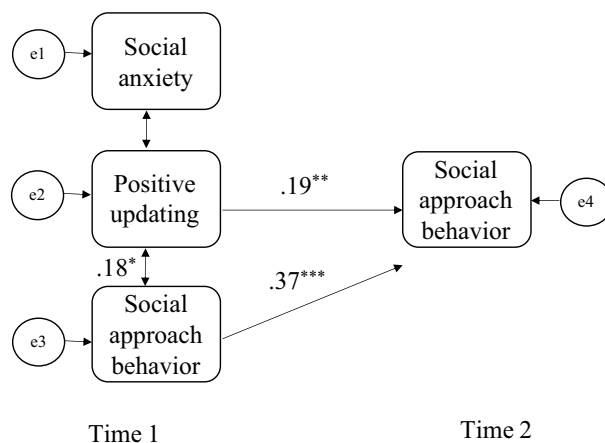 e1
Social
anxiety
e2
Positive
updating
.19**
Social
approach
behavior
e4
.18*
.37***
e3
Social
approach
behavior
Time 1
Time 2